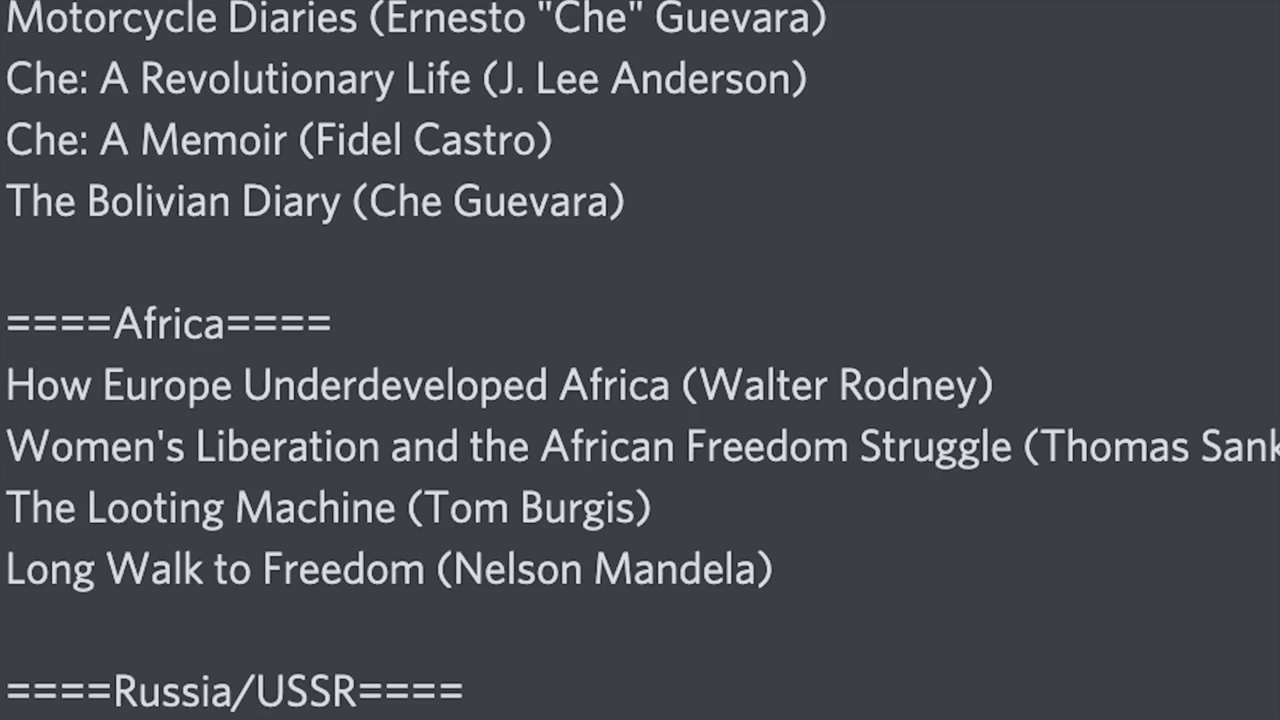 Motorcycle Diaries (Ernesto "Che" Guevara)
Che: A Revolutionary Life (J. Lee Anderson)
Che: A Memoir (Fidel Castro)
The Bolivian Diary (Che Guevara)
====Africa====
How Europe Underdeveloped Africa (Walter Rodney)
Women's Liberation and the African Freedom Struggle (Thomas Sank
The Looting Machine (Tom Burgis)
Long Walk to Freedom (Nelson Mandela)
====Russia/USSR====